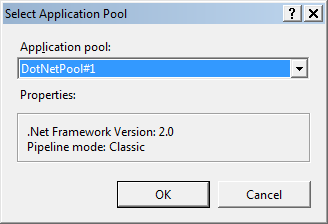 Select Application Pool
Application pool:
DotNetPool#1
Properties:
.Net Framework Version: 2.0
Pipeline mode: Classic
OK
Cancel